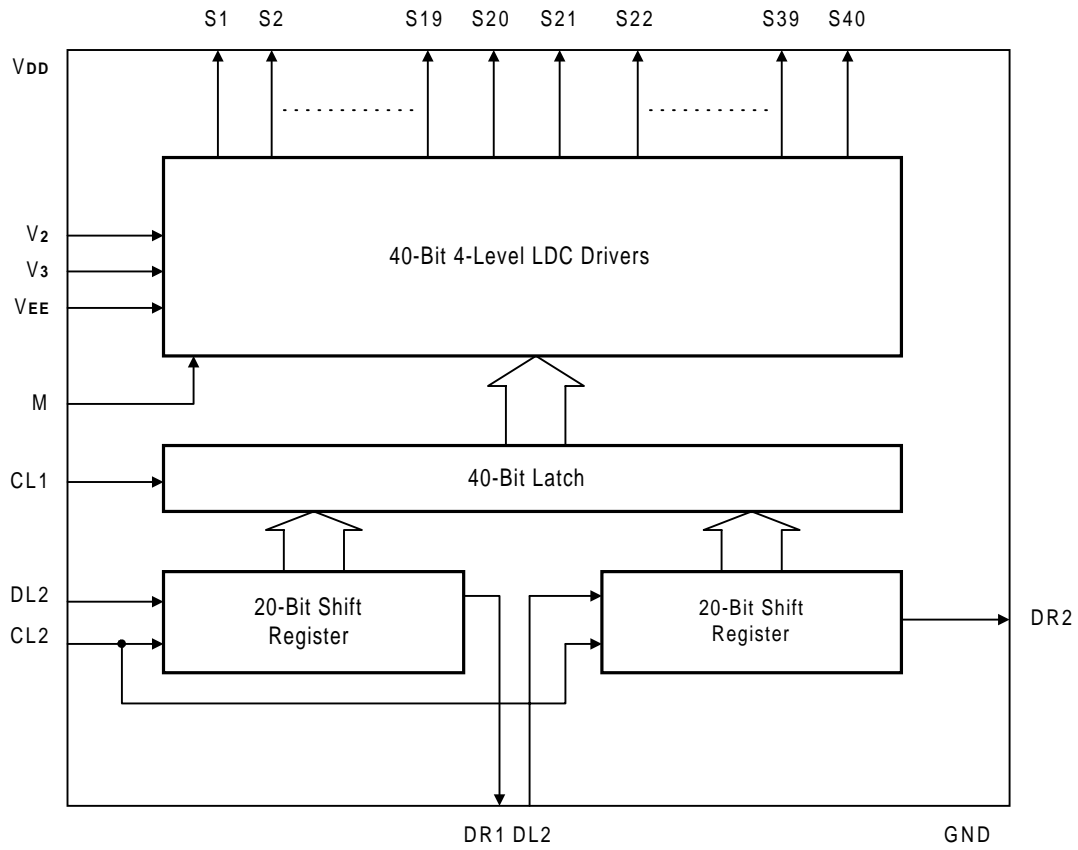 S1 S2 S19 S20 S21 S22 S39 S40
VDD
V2
V3
VEE
40-Bit 4-Level LDC Drivers
M
CL1
40-Bit Latch
DL2
CL2
20-Bit Shift
Register
20-Bit Shift
Register
DR2
DR1 DL2
GND